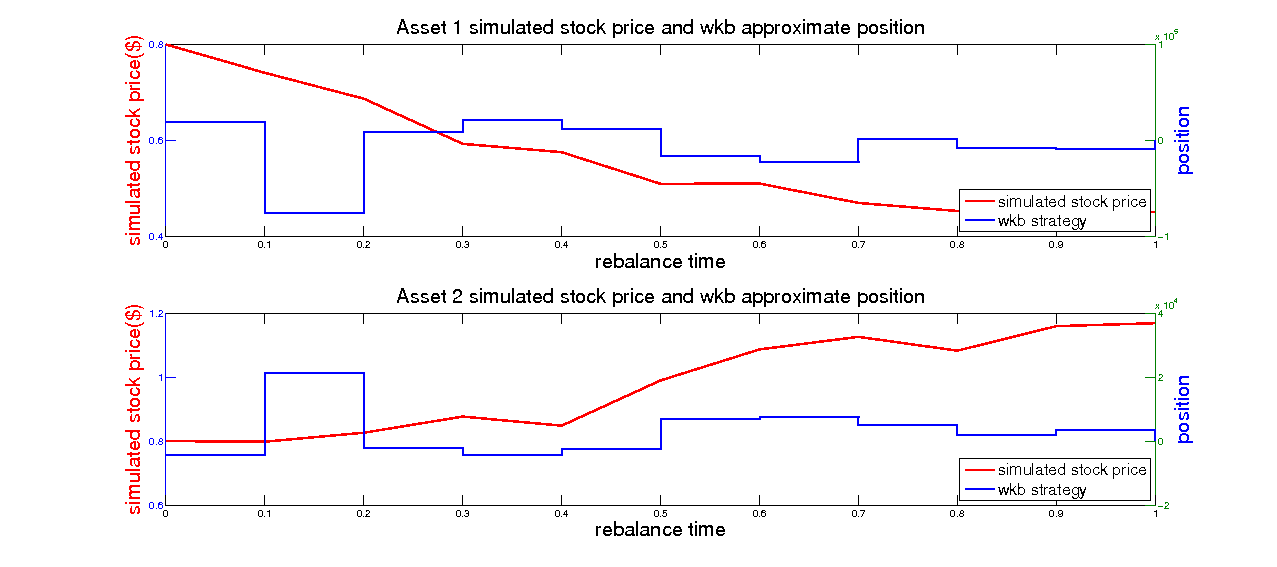 Asset 1 simulated stock price and wkb approximate position
x 10^5
0.8
0.6
0.4
simulated stock price($)
1
0
-1
position
simulated stock price
wkb strategy
0 0.1 0.2 0.3 0.4 0.5 0.6 0.7 0.8 0.9 1
rebalance time
Asset 2 simulated stock price and wkb approximate position
x 10^4
1.2
1
0.8
0.6
simulated stock price($)
4
2
0
-2
position
simulated stock price
wkb strategy
0 0.1 0.2 0.3 0.4 0.5 0.6 0.7 0.8 0.9 1
rebalance time